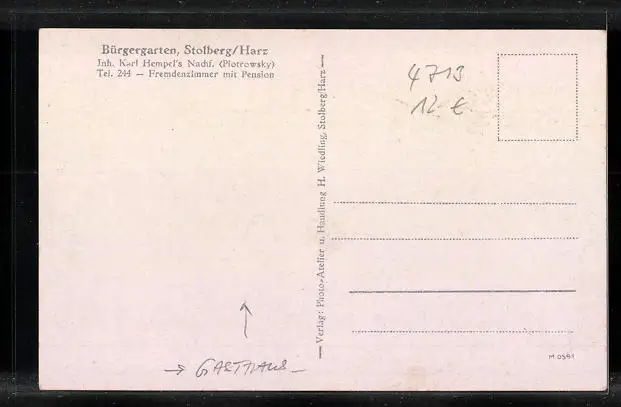 Bürgergarten, Stolberg/Harz
Inh. Karl Hempel's Nachf. (Piotrowsky)
Tel. 244 — Fremdenzimmer mit Pension
Verlag: Photo-Atelier u. Handlung H. Wiedling, Stolberg/Harz
4713
12 €
→ GASTHAUS
M 0591